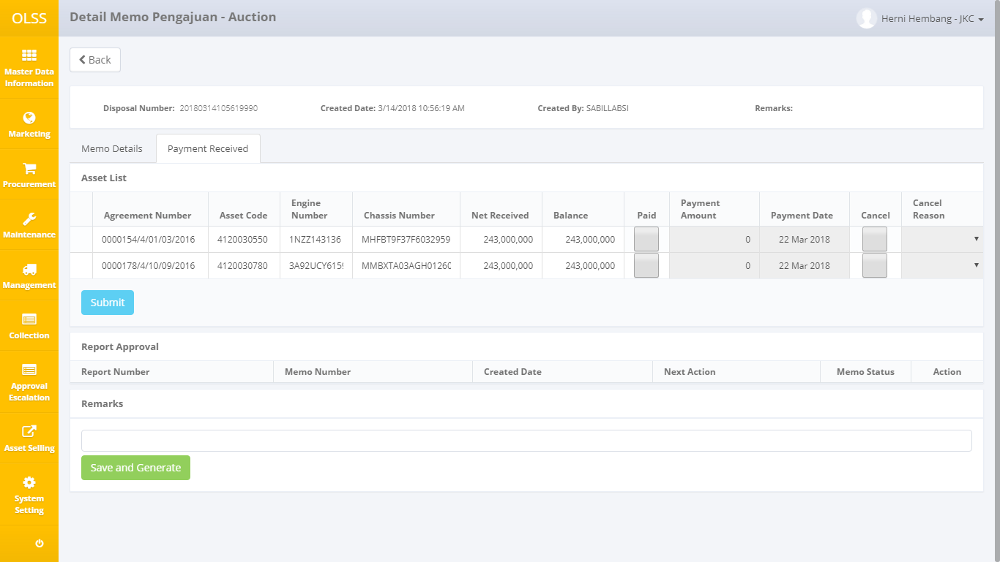 OLSS
Detail Memo Pengajuan - Auction
Herni Hembang - JKC
Master Data
Information
Marketing
Procurement
Maintenance
Management
Collection
Approval
Escalation
Asset Selling
System
Setting
Back
Disposal Number: 20180314105619990
Created Date: 3/14/2018 10:56:19 AM
Created By: SABILLABSI
Remarks:
Memo Details
Payment Received
Asset List
Agreement Number Asset Code Engine Number Chassis Number Net Received Balance Paid Payment Amount Payment Date Cancel Cancel Reason
0000154/4/01/03/2016 4120030550 1NZZ143136 MHFBT9F37F6032959 243,000,000 243,000,000 0 22 Mar 2018
0000178/4/10/09/2016 4120030780 3A92UCY615 MMBXTA03AGH01260 243,000,000 243,000,000 0 22 Mar 2018
Submit
Report Approval
Report Number Memo Number Created Date Next Action Memo Status Action
Remarks
Save and Generate